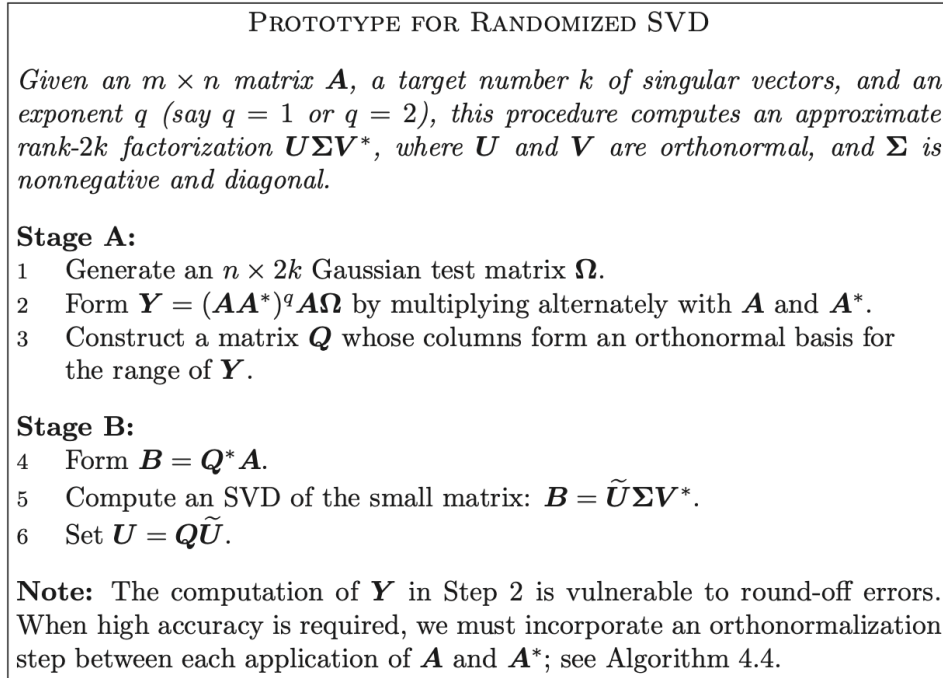 PROTOTYPE FOR RANDOMIZED SVD
Given an m × n matrix A, a target number k of singular vectors, and an
exponent q (say q = 1 or q = 2), this procedure computes an approximate
rank-2k factorization UΣV*, where U and V are orthonormal, and Σ is
nonnegative and diagonal.
Stage A:
1 Generate an n × 2k Gaussian test matrix Ω.
2 Form Y = (AA*)^q AΩ by multiplying alternately with A and A*.
3 Construct a matrix Q whose columns form an orthonormal basis for
the range of Y.
Stage B:
4 Form B = Q*A.
5 Compute an SVD of the small matrix: B = ŨΣV*.
6 Set U = QŨ.
Note: The computation of Y in Step 2 is vulnerable to round-off errors.
When high accuracy is required, we must incorporate an orthonormalization
step between each application of A and A*; see Algorithm 4.4.